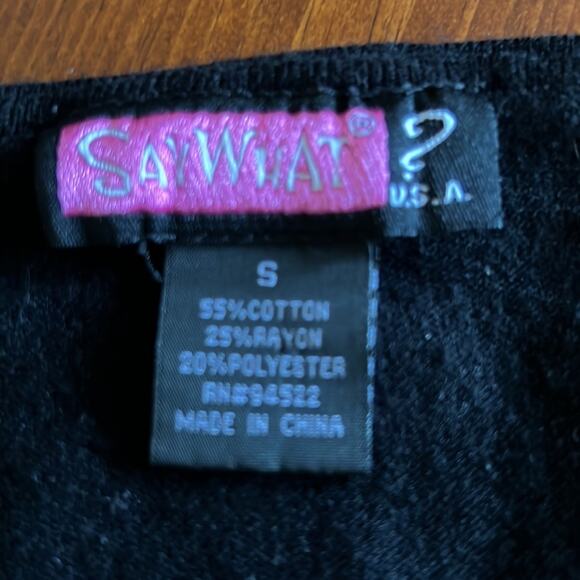 SAYWHAT® ?
U.S.A.
S
55%COTTON
25%RAYON
20%POLYESTER
RN#94522
MADE IN CHINA